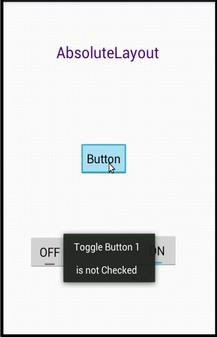 AbsoluteLayout
Button
OFF
Toggle Button 1
is not Checked
ON